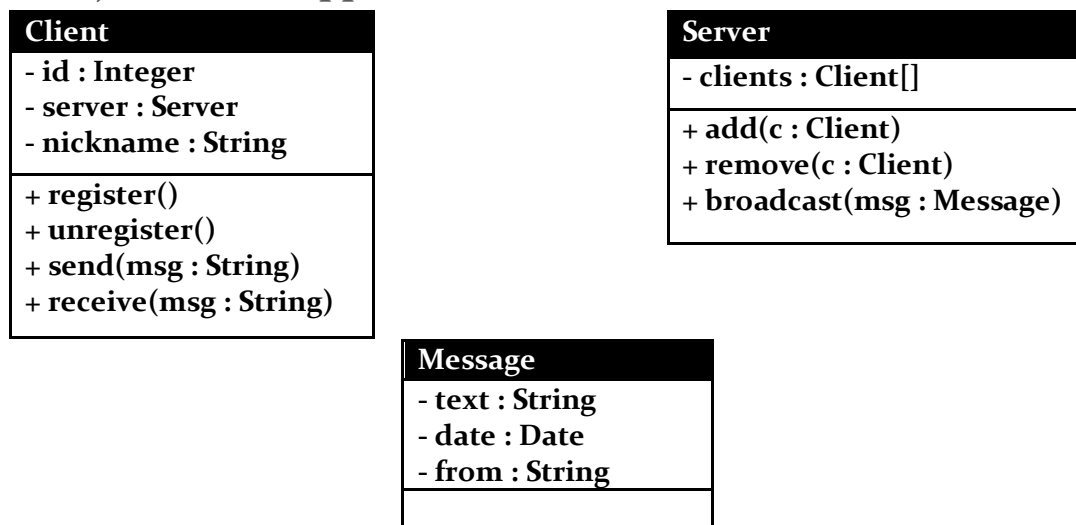 Client
- id : Integer
- server : Server
- nickname : String
+ register()
+ unregister()
+ send(msg : String)
+ receive(msg : String)
Server
- clients : Client[]
+ add(c : Client)
+ remove(c : Client)
+ broadcast(msg : Message)
Message
- text : String
- date : Date
- from : String